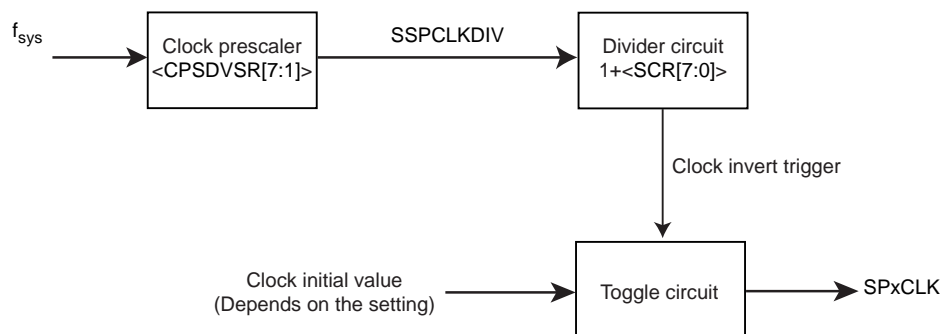 fsys
Clock prescaler
<CPSDVSR[7:1]>
SSPCLKDIV
Divider circuit
1+<SCR[7:0]>
Clock invert trigger
Clock initial value
(Depends on the setting)
Toggle circuit
SPxCLK